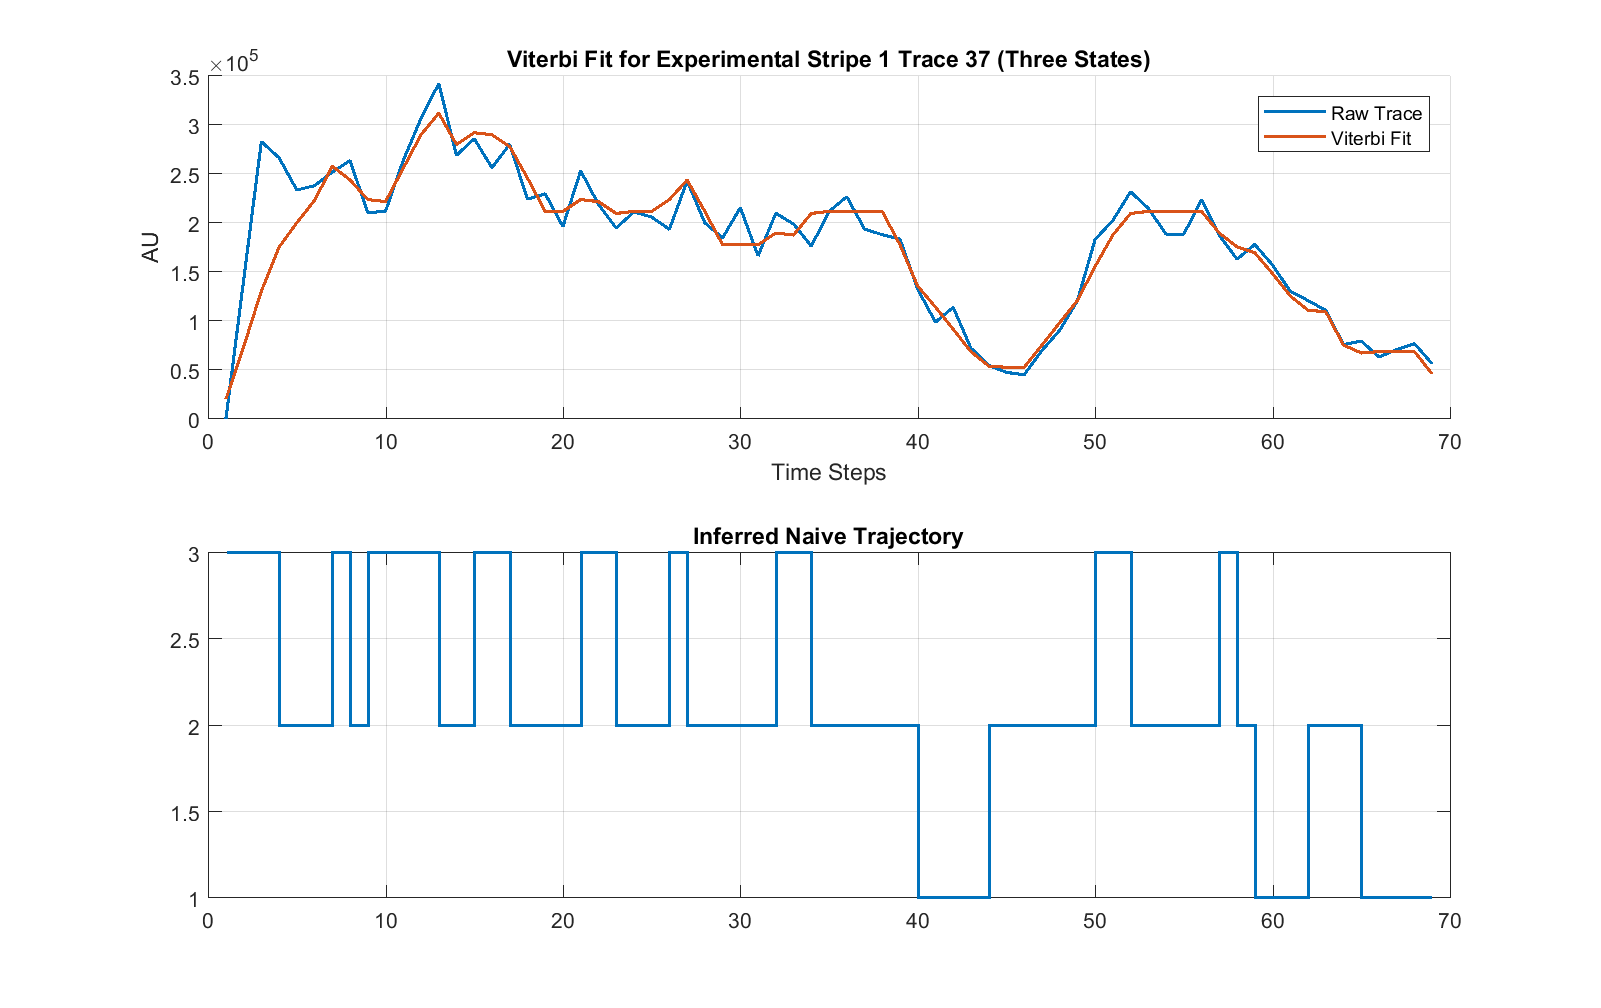 Viterbi Fit for Experimental Stripe 1 Trace 37 (Three States)
×10^5
3.5
3
2.5
2
1.5
1
0.5
0
AU
Raw Trace
Viterbi Fit
0 10 20 30 40 50 60 70
Time Steps
Inferred Naive Trajectory
3
2.5
2
1.5
1
0 10 20 30 40 50 60 70